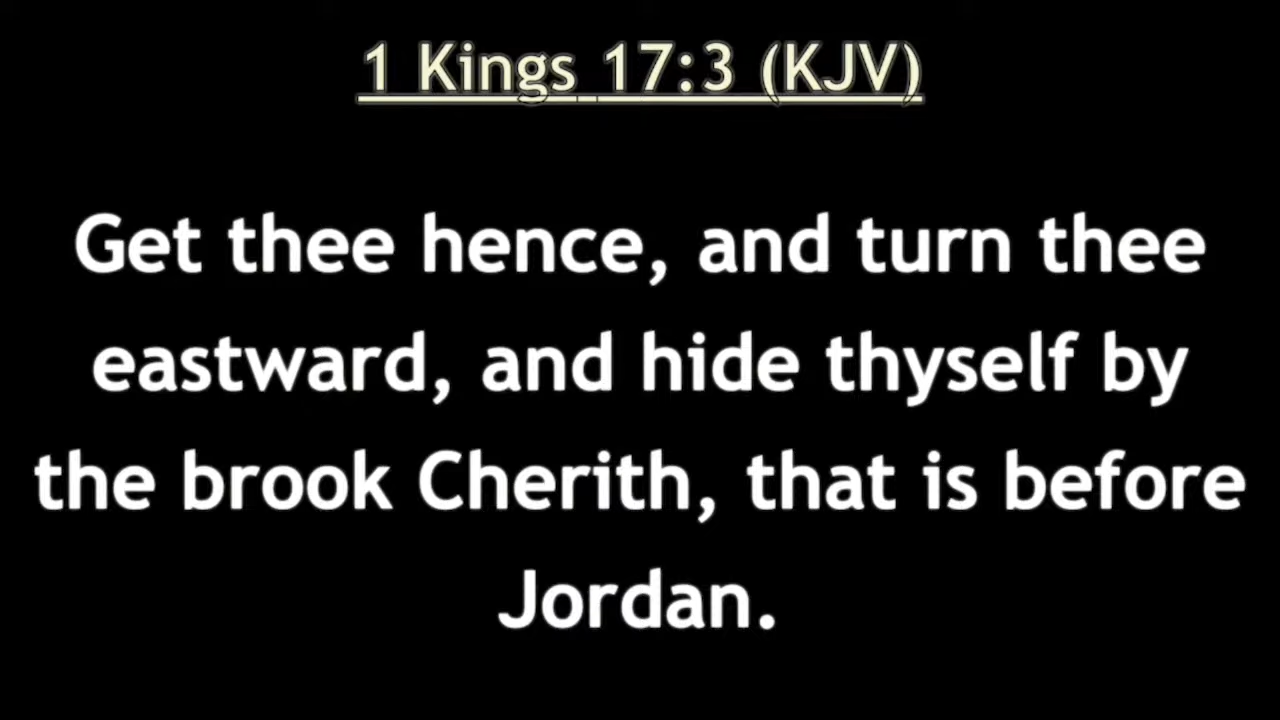 1 Kings 17:3 (KJV)
Get thee hence, and turn thee
eastward, and hide thyself by
the brook Cherith, that is before
Jordan.